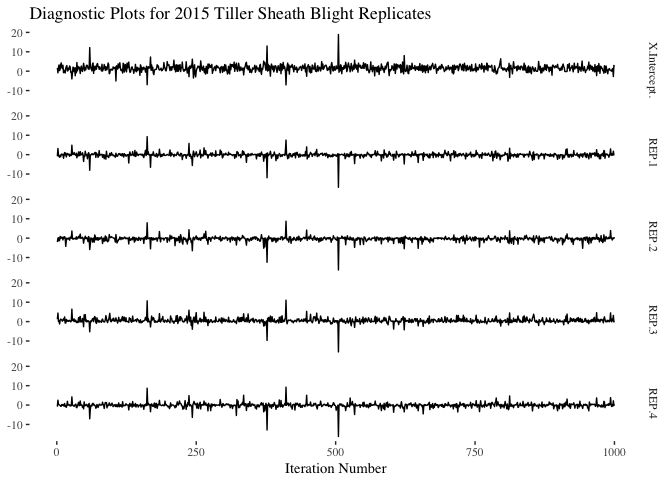 Diagnostic Plots for 2015 Tiller Sheath Blight Replicates
20
10
0
-10
X.Intercept.
20
10
0
-10
REP.1
20
10
0
-10
REP.2
20
10
0
-10
REP.3
20
10
0
-10
REP.4
0 250 500 750 1000
Iteration Number